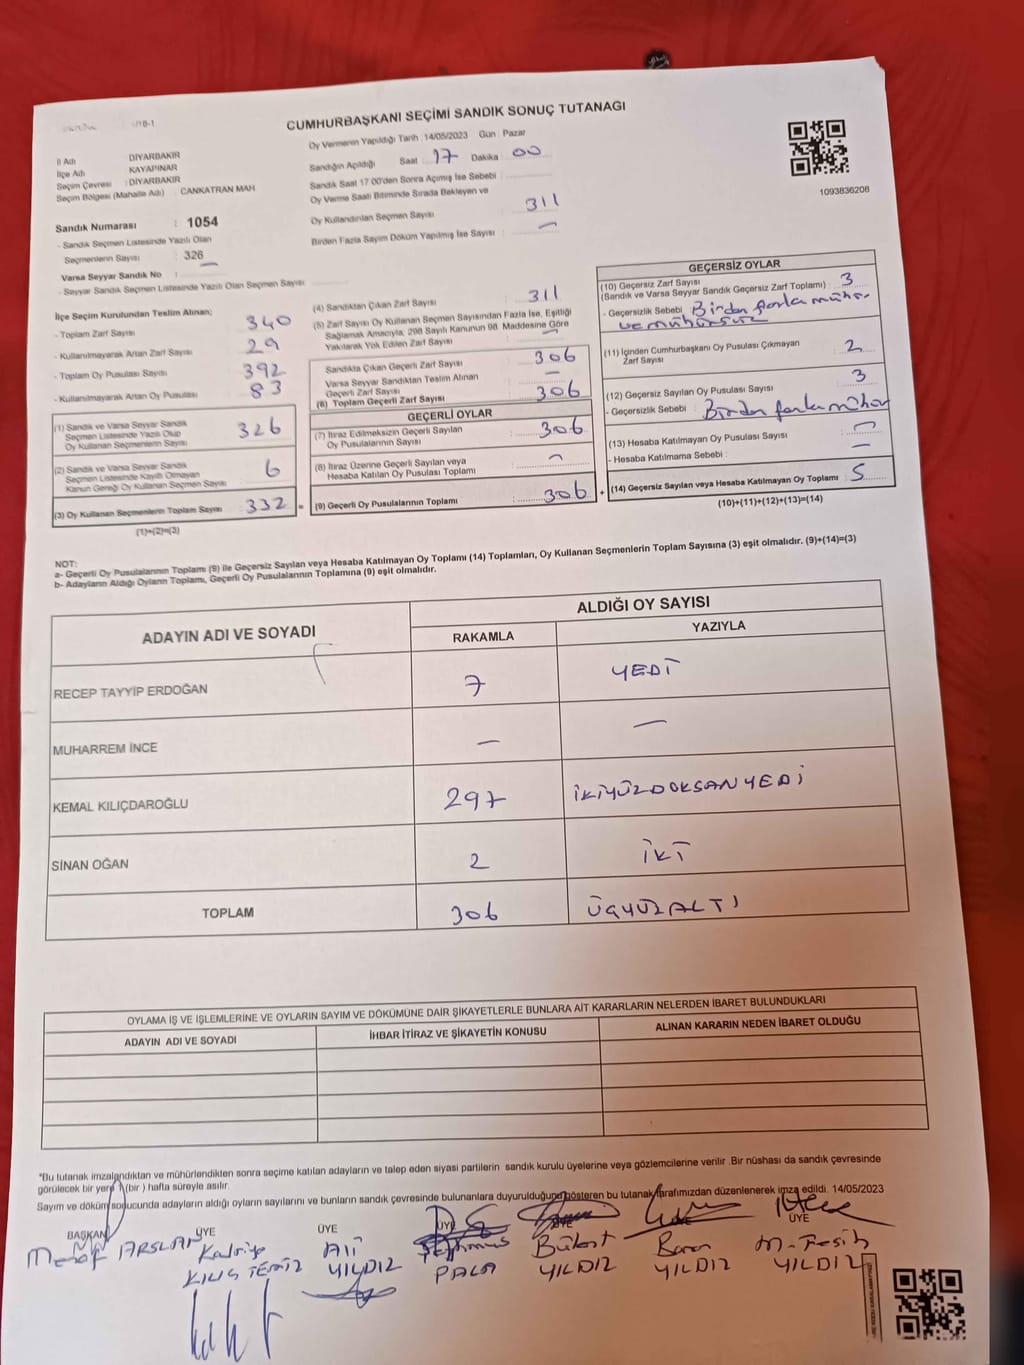 CUMHURBAŞKANI SEÇİMİ SANDIK SONUÇ TUTANAĞI
İl Adı DİYARBAKIR
İlçe Adı KAYAPINAR
Seçim Çevresi : DİYARBAKIR
Seçim Bölgesi (Mahalle Adı) : CANKATRAN MAH
Sandık Numarası : 1054
- Sandık Seçmen Listesinde Yazılı Olan
Seçmenlerin Sayısı : 326
Varsa Seyyar Sandık No :
- Seyyar Sandık Seçmen Listesinde Yazılı Olan Seçmen Sayısı:
Oy Vermenin Yapıldığı Tarih : 14/05/2023 Gün : Pazar
Sandığın Açıldığı Saat : 17 Dakika : 00
Sandık Saat 17:00'den Sonra Açımış İse Sebebi :
Oy Verme Saati Bitiminde Sırada Bekleyen ve
Oy Kullandırılan Seçmen Sayısı : 311
Birden Fazla Sayım Döküm Yapılmış İse Sayısı : —
1093836208
İlçe Seçim Kurulundan Teslim Alınan;
- Toplam Zarf Sayısı : 340
- Kullanılmayarak Artan Zarf Sayısı : 29
- Toplam Oy Pusulası Sayısı : 392
- Kullanılmayarak Artan Oy Pusulası : 83
(1) Sandık ve Varsa Seyyar Sandık
Seçmen Listesinde Yazılı Olup
Oy Kullanan Seçmenlerin Sayısı : 326
(2) Sandık ve Varsa Seyyar Sandık
Seçmen Listesinde Kayıtlı Olmayan
Kanun Gereği Oy Kullanan Seçmen Sayısı : 6
(3) Oy Kullanan Seçmenlerin Toplam Sayısı : 332 =
(1)+(2)=(3)
(4) Sandıktan Çıkan Zarf Sayısı : 311
(5) Zarf Sayısı Oy Kullanan Seçmen Sayısından Fazla İse, Eşitliği
Sağlamak Amacıyla, 298 Sayılı Kanunun 98. Maddesine Göre
Yakılarak Yok Edilen Zarf Sayısı : —
Sandıkta Çıkan Geçerli Zarf Sayısı : 306
Varsa Seyyar Sandıktan Teslim Alınan
Geçerli Zarf Sayısı : —
(6) Toplam Geçerli Zarf Sayısı : 306
GEÇERLİ OYLAR
(7) İtiraz Edilmeksizin Geçerli Sayılan
Oy Pusulalarının Sayısı : 306
(8) İtiraz Üzerine Geçerli Sayılan veya
Hesaba Katılan Oy Pusulası Toplamı : —
(9) Geçerli Oy Pusulalarının Toplamı : 306 +
GEÇERSİZ OYLAR
(10) Geçersiz Zarf Sayısı
(Sandık ve Varsa Seyyar Sandık Geçersiz Zarf Toplamı) : 3
- Geçersizlik Sebebi : Birden fazla mühür
ve mühürsüz
(11) İçinden Cumhurbaşkanı Oy Pusulası Çıkmayan
Zarf Sayısı : 2
(12) Geçersiz Sayılan Oy Pusulası Sayısı : 3
- Geçersizlik Sebebi : Birden fazla mühür
(13) Hesaba Katılmayan Oy Pusulası Sayısı : —
- Hesaba Katılmama Sebebi : —
(14) Geçersiz Sayılan veya Hesaba Katılmayan Oy Toplamı : 5
(10)+(11)+(12)+(13)=(14)
NOT:
a- Geçerli Oy Pusulalarının Toplamı (9) ile Geçersiz Sayılan veya Hesaba Katılmayan Oy Toplamı (14) Toplamları, Oy Kullanan Seçmenlerin Toplam Sayısına (3) eşit olmalıdır. (9)+(14)=(3)
b- Adayların Aldığı Oyların Toplamı, Geçerli Oy Pusulalarının Toplamına (9) eşit olmalıdır.
ADAYIN ADI VE SOYADI ALDIĞI OY SAYISI
RAKAMLA YAZIYLA
RECEP TAYYİP ERDOĞAN 7 YEDİ
MUHARREM İNCE — —
KEMAL KILIÇDAROĞLU 297 İKİYÜZDOKSANYEDİ
SİNAN OĞAN 2 İKİ
TOPLAM 306 ÜÇYÜZALTI
OYLAMA İŞ VE İŞLEMLERİNE VE OYLARIN SAYIM VE DÖKÜMÜNE DAİR ŞİKAYETLERLE BUNLARA AİT KARARLARIN NELERDEN İBARET BULUNDUKLARI
ADAYIN ADI VE SOYADI İHBAR İTİRAZ VE ŞİKAYETİN KONUSU ALINAN KARARIN NEDEN İBARET OLDUĞU
*Bu tutanak imzalandıktan ve mühürlendikten sonra seçime katılan adayların ve talep eden siyasi partilerin sandık kurulu üyelerine veya gözlemcilerine verilir .Bir nüshası da sandık çevresinde
görülecek bir yere 1 (bir ) hafta süreyle asılır.
Sayım ve döküm sonucunda adayların aldığı oyların sayılarını ve bunların sandık çevresinde bulunanlara duyurulduğunu gösteren bu tutanak tarafımızdan düzenlenerek imza edildi. 14/05/2023
BAŞKAN ÜYE ÜYE ÜYE ÜYE ÜYE ÜYE
ARSLAN Kadriye Ali Bülent Baran
KILIÇ TEMİZ YILDIZ PALA YILDIZ YILDIZ YILDIZ